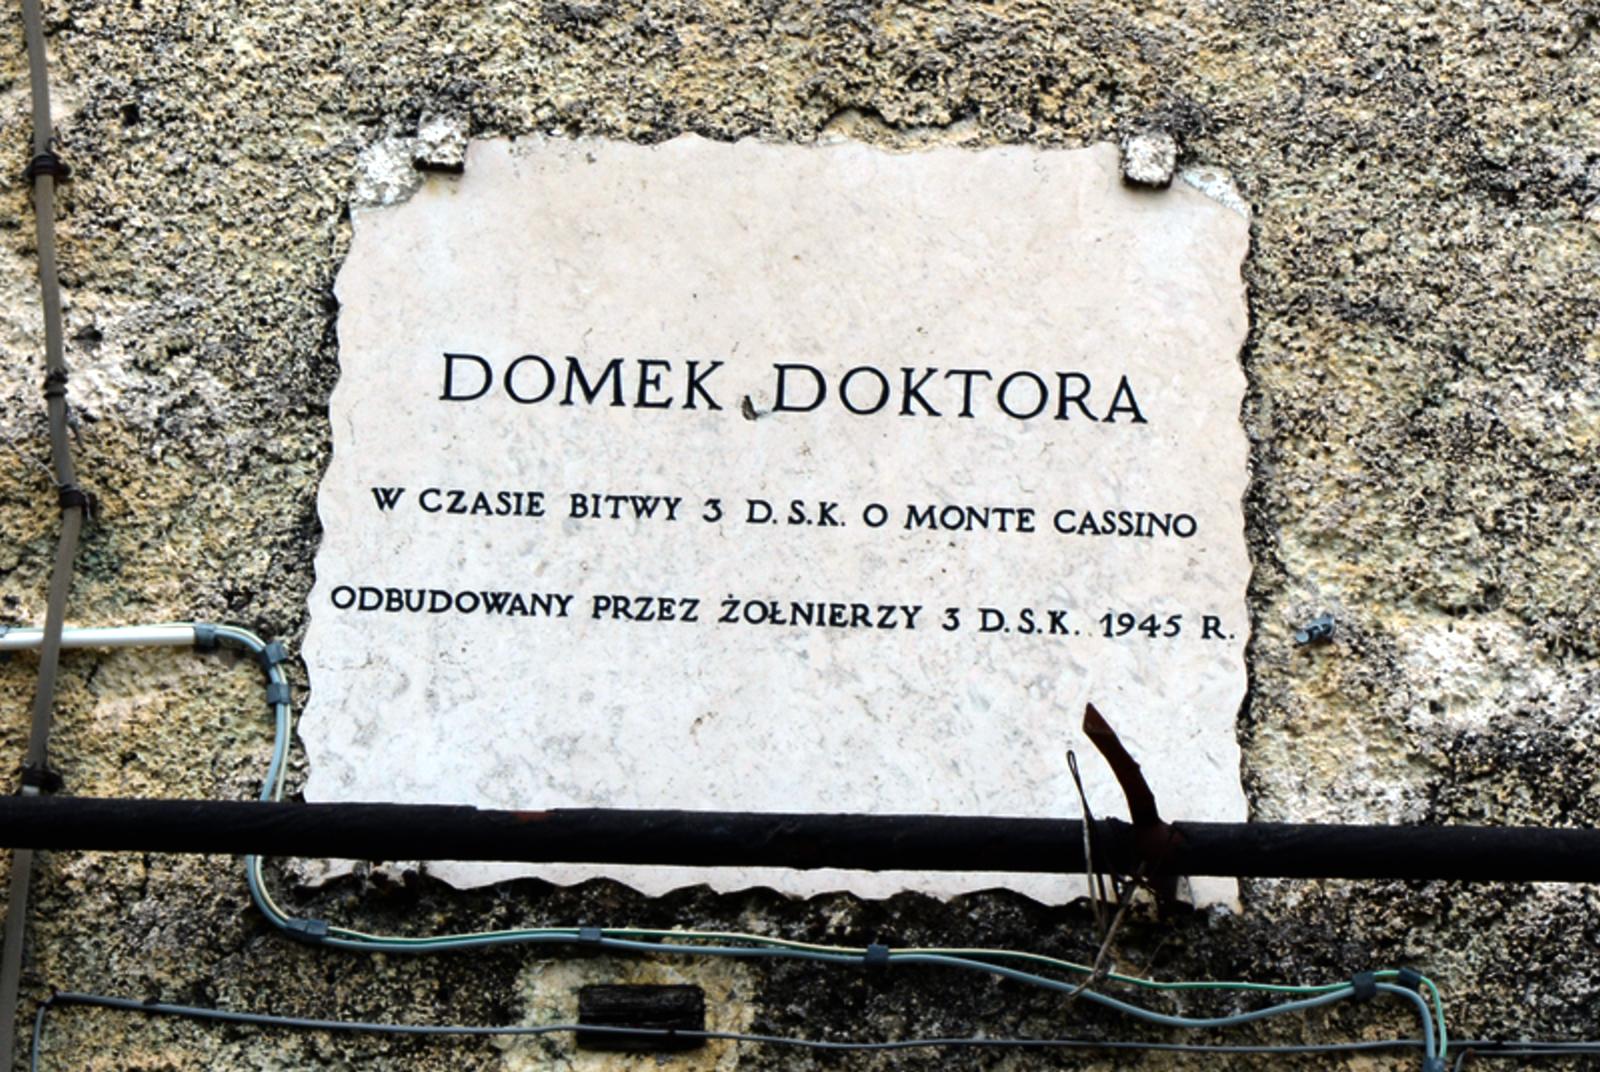 DOMEK DOKTORA
W CZASIE BITWY 3 D.S.K. O MONTE CASSINO
ODBUDOWANY PRZEZ ŻOŁNIERZY 3 D.S.K. 1945 R.